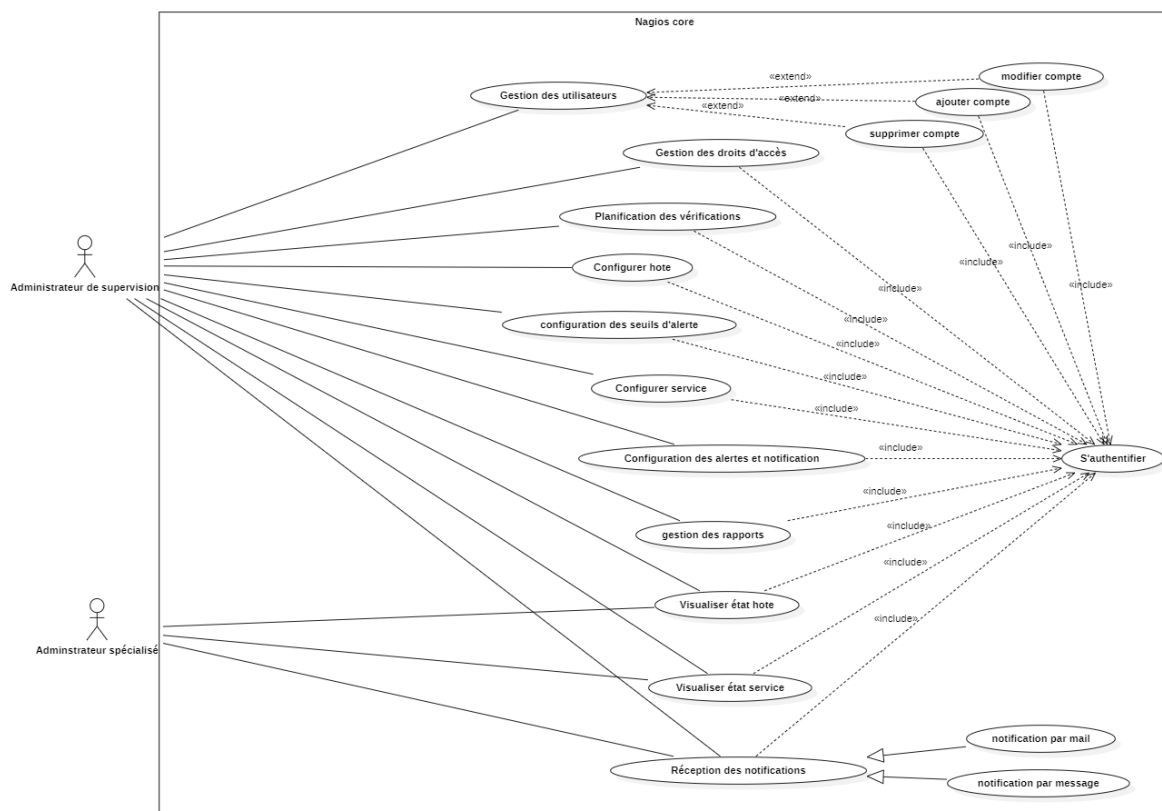 Nagios core
«extend»
modifier compte
Gestion des utilisateurs
«extend»
ajouter compte
«extend»
supprimer compte
Gestion des droits d'accès
Planification des vérifications
«include»
«include»
Configurer hote
«include»
«include»
Administrateur de supervision
«include»
configuration des seuils d'alerte
«include»
«include»
«include»
Configurer service
«include»
«include»
Configuration des alertes et notification
S'authentifier
«include»
«include»
gestion des rapports
«include»
Visualiser état hote
«include»
Adminstrateur spécialisé
Visualiser état service
notification par mail
Réception des notifications
notification par message